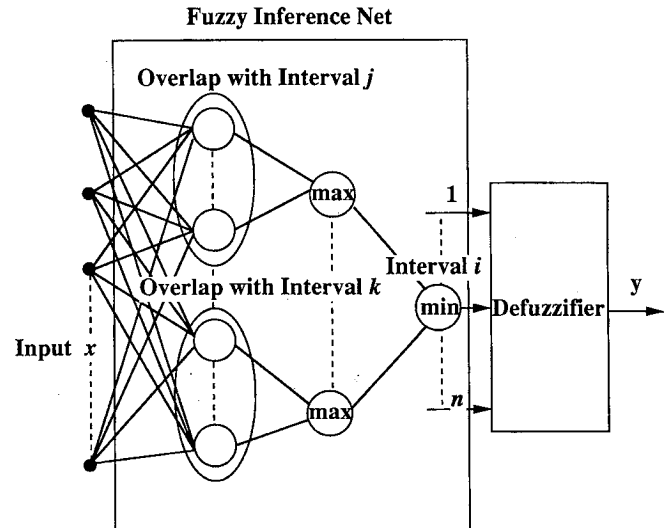 Fuzzy Inference Net
Overlap with Interval j
max
1
Interval i
Overlap with Interval k
min
Defuzzifier
y
Input x
max
n